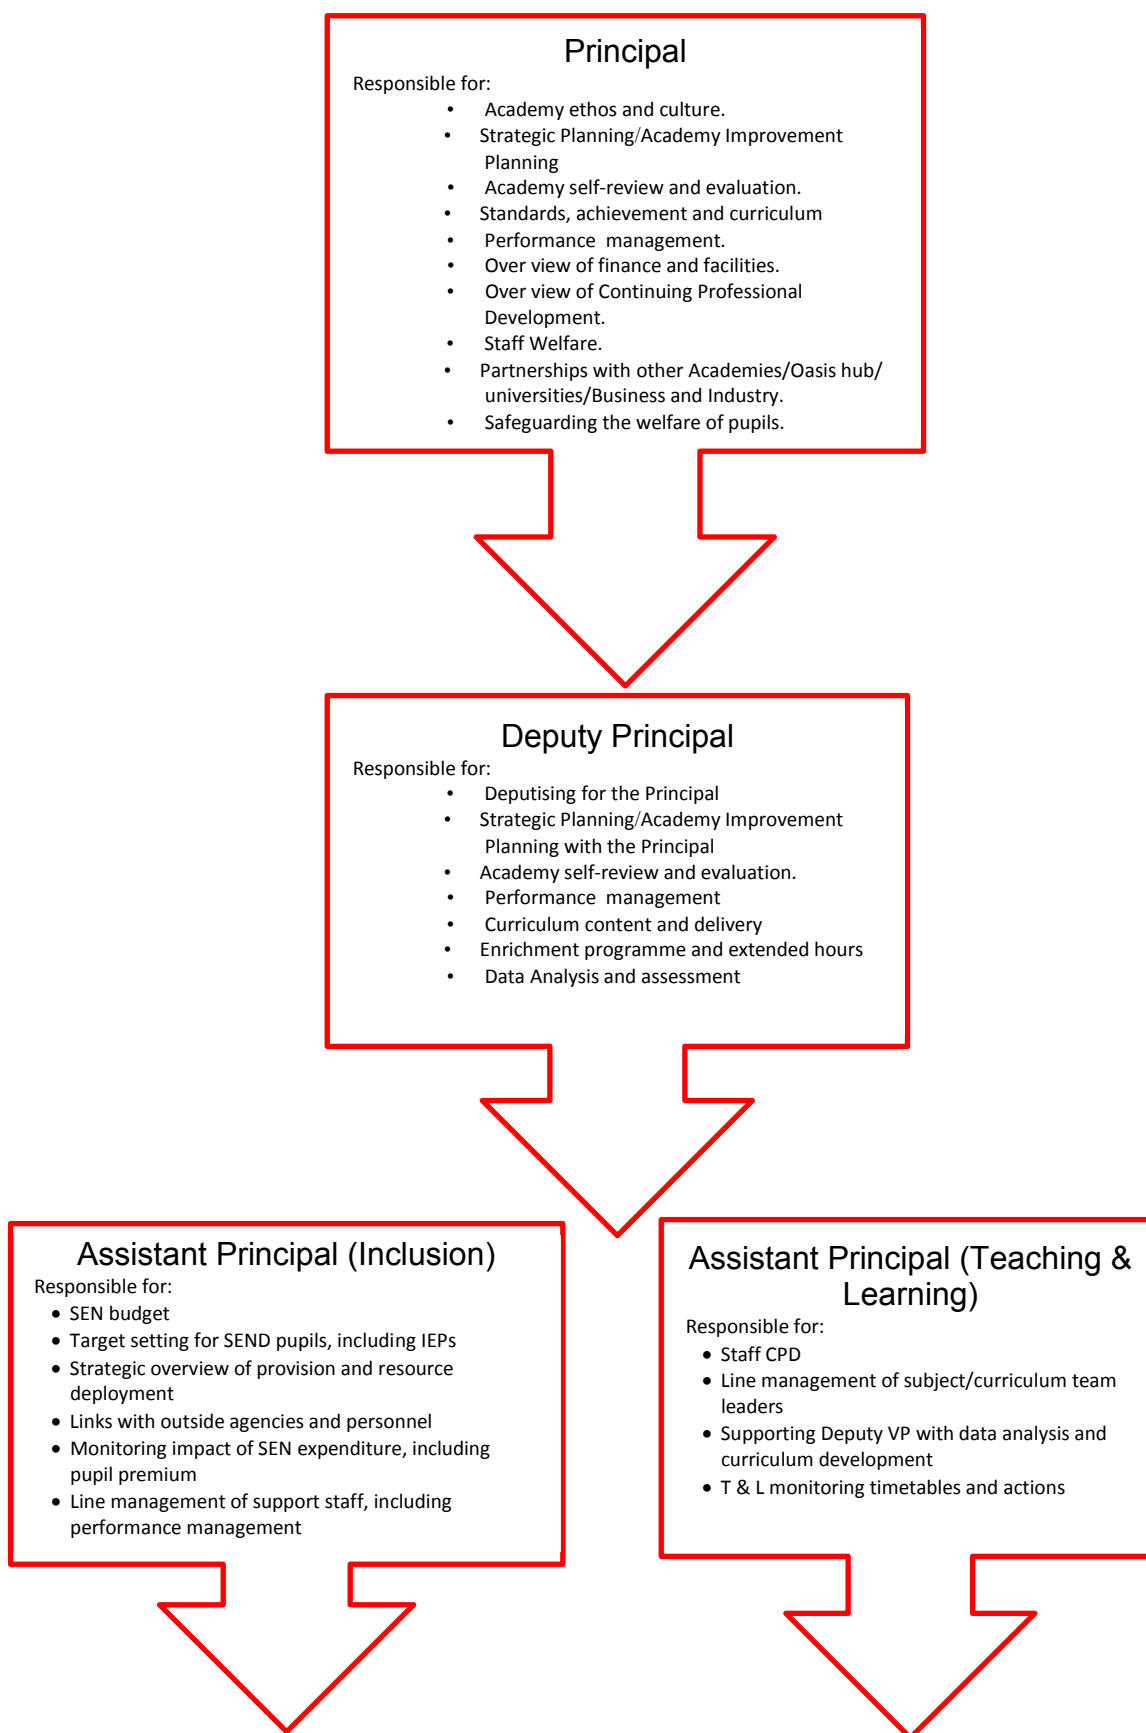 Principal
Responsible for:
• Academy ethos and culture.
• Strategic Planning/Academy Improvement
Planning
• Academy self-review and evaluation.
• Standards, achievement and curriculum
• Performance  management.
• Over view of finance and facilities.
• Over view of Continuing Professional
Development.
• Staff Welfare.
• Partnerships with other Academies/Oasis hub/
universities/Business and Industry.
• Safeguarding the welfare of pupils.
Deputy Principal
Responsible for:
• Deputising for the Principal
• Strategic Planning/Academy Improvement
Planning with the Principal
• Academy self-review and evaluation.
• Performance  management
• Curriculum content and delivery
• Enrichment programme and extended hours
• Data Analysis and assessment
Assistant Principal (Inclusion)
Responsible for:
• SEN budget
• Target setting for SEND pupils, including IEPs
• Strategic overview of provision and resource
deployment
• Links with outside agencies and personnel
• Monitoring impact of SEN expenditure, including
pupil premium
• Line management of support staff, including
performance management
Assistant Principal (Teaching &
Learning)
Responsible for:
• Staff CPD
• Line management of subject/curriculum team
leaders
• Supporting Deputy VP with data analysis and
curriculum development
• T & L monitoring timetables and actions